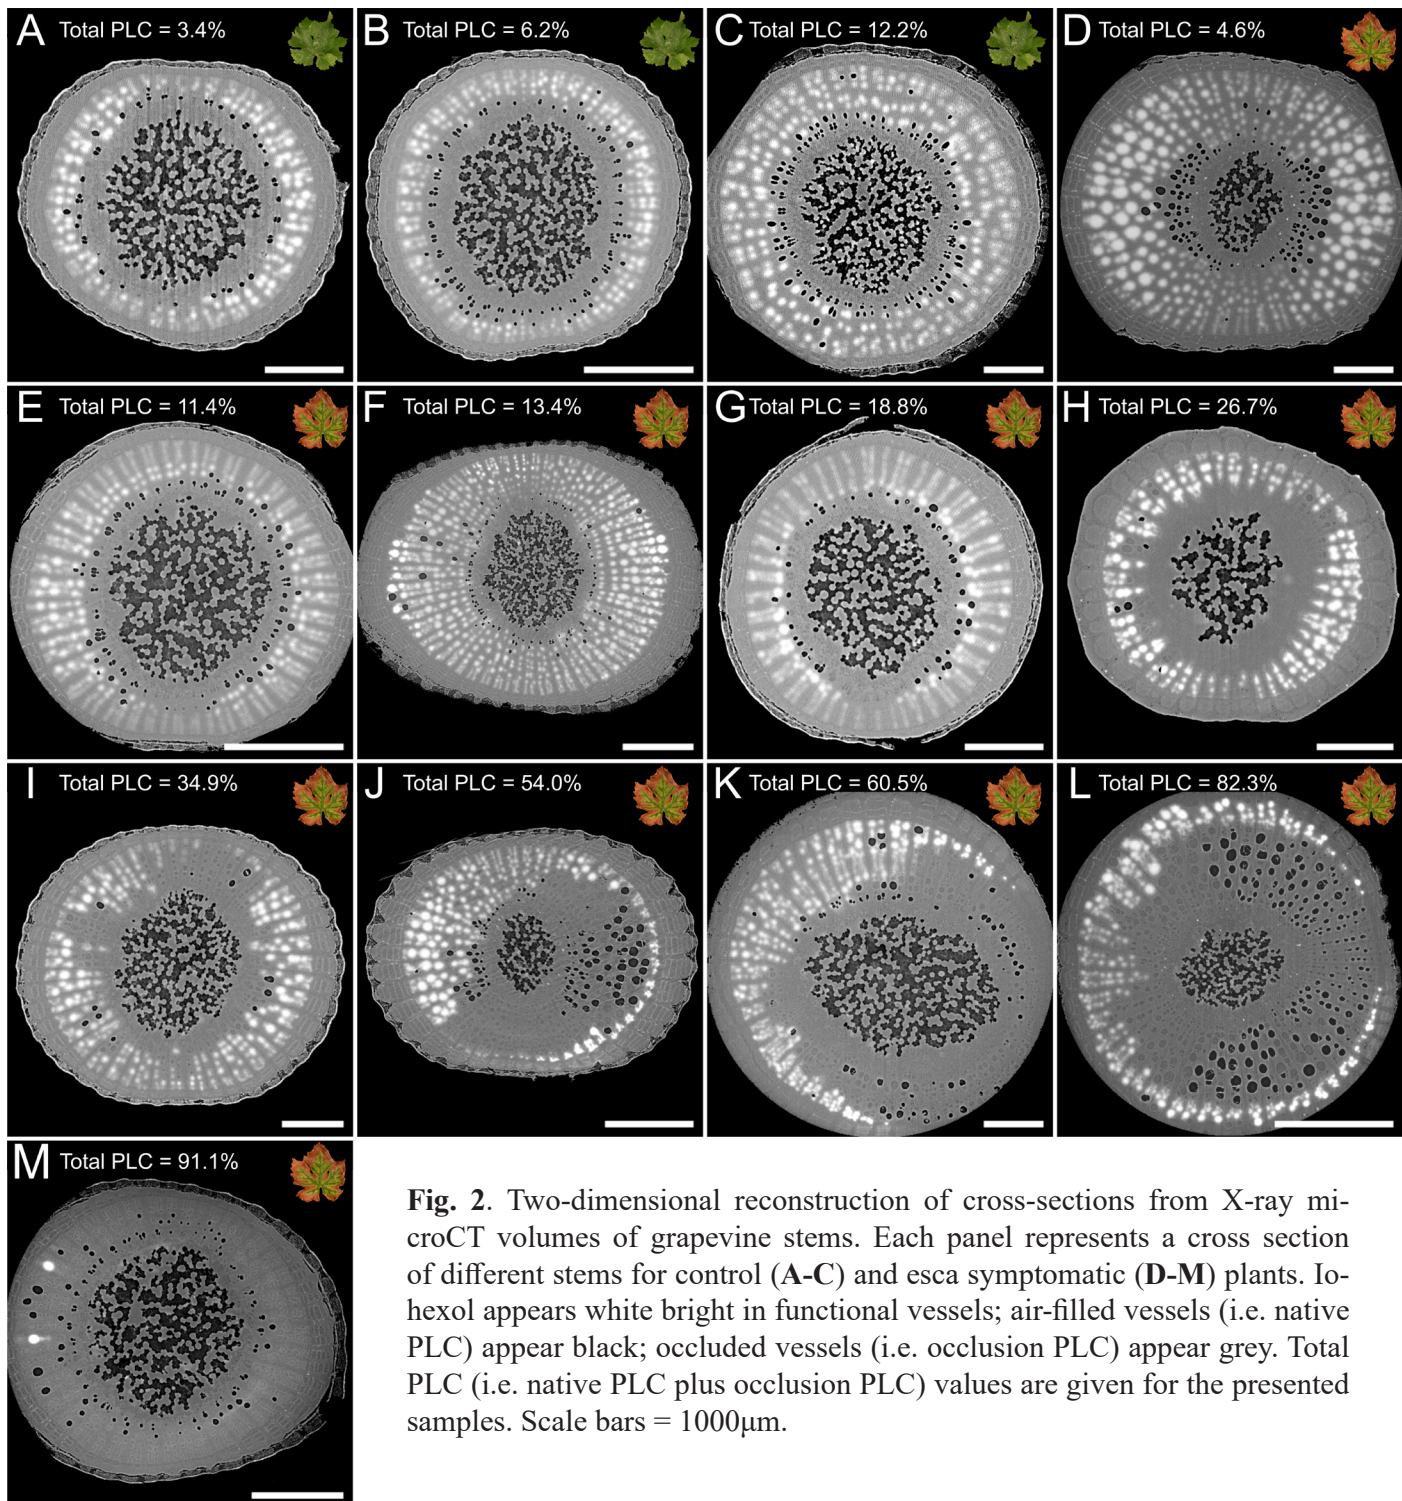 A Total PLC = 3.4%
B Total PLC = 6.2%
C Total PLC = 12.2%
D Total PLC = 4.6%
E Total PLC = 11.4%
F Total PLC = 13.4%
G Total PLC = 18.8%
H Total PLC = 26.7%
I Total PLC = 34.9%
J Total PLC = 54.0%
K Total PLC = 60.5%
L Total PLC = 82.3%
M Total PLC = 91.1%
Fig. 2. Two-dimensional reconstruction of cross-sections from X-ray mi-
croCT volumes of grapevine stems. Each panel represents a cross section
of different stems for control (A-C) and esca symptomatic (D-M) plants. Io-
hexol appears white bright in functional vessels; air-filled vessels (i.e. native
PLC) appear black; occluded vessels (i.e. occlusion PLC) appear grey. Total
PLC (i.e. native PLC plus occlusion PLC) values are given for the presented
samples. Scale bars = 1000µm.